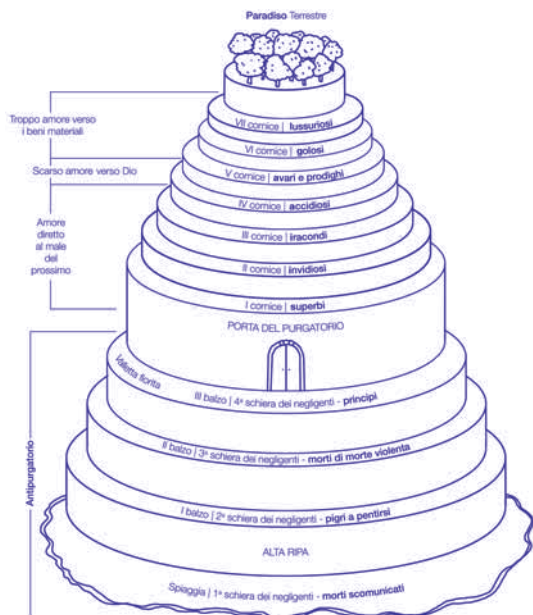 Paradiso Terrestre
Troppo amore verso
i beni materiali
Scarso amore verso Dio
Amore
diretto
al male
del
prossimo
VII cornice | lussuriosi
VI cornice | golosi
V cornice | avari e prodighi
IV cornice | accidiosi
III cornice | iracondi
II cornice | invidiosi
I cornice | superbi
PORTA DEL PURGATORIO
Valletta fiorita
III balzo | 4ª schiera dei negligenti - principi
II balzo | 3ª schiera dei negligenti - morti di morte violenta
I balzo | 2ª schiera dei negligenti - pigri a pentirsi
ALTA RIPA
Spiaggia | 1ª schiera dei negligenti - morti scomunicati
Antipurgatorio